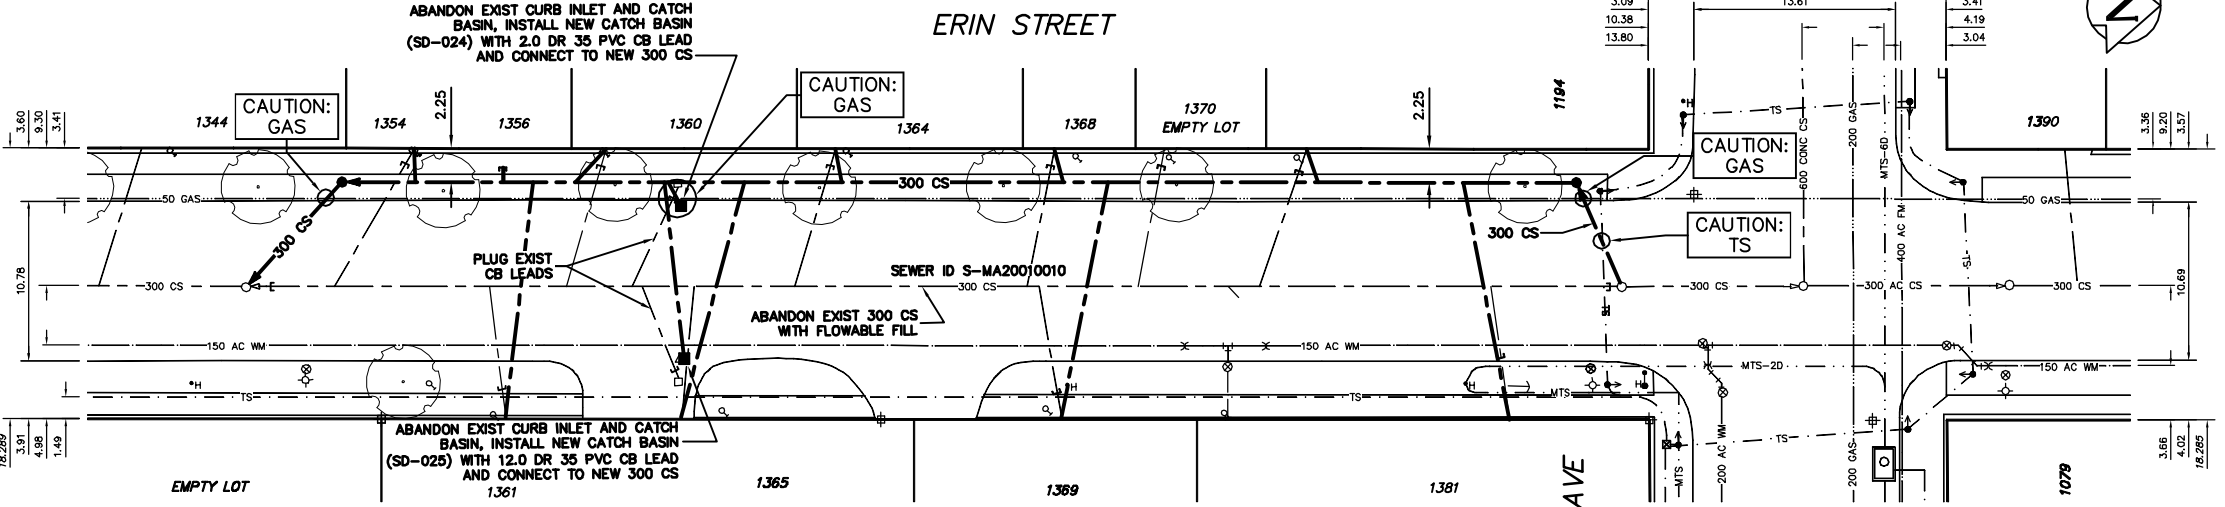 ABANDON EXIST CURB INLET AND CATCH
BASIN, INSTALL NEW CATCH BASIN
(SD-024) WITH 2.0 DR 35 PVC CB LEAD
AND CONNECT TO NEW 300 CS
ERIN STREET
3.09
10.38
13.80
13.61
3.41
4.19
3.04
N
CAUTION:
GAS
CAUTION:
GAS
1344
1354
1356
1360
1364
1368
1370
EMPTY LOT
1194
1390
2.25
2.25
3.60
9.30
3.41
3.36
9.20
3.57
CAUTION:
GAS
TS
600 CONC CS
200 GAS
MTS-6D
400 AC FM
300 CS
50 GAS
50 GAS
300 CS
300 CS
CAUTION:
TS
TS
TS
PLUG EXIST
CB LEADS
SEWER ID S-MA20010010
10.78
10.69
300 CS
300 CS
300 CS
300 AC CS
300 CS
ABANDON EXIST 300 CS
WITH FLOWABLE FILL
150 AC WM
150 AC WM
150 AC WM
MTS-2D
MTS
H
H
H
H
H
TS
TS
TS
ABANDON EXIST CURB INLET AND CATCH
BASIN, INSTALL NEW CATCH BASIN
(SD-025) WITH 12.0 DR 35 PVC CB LEAD
AND CONNECT TO NEW 300 CS
18.289
3.91
4.98
1.49
3.66
4.02
18.285
EMPTY LOT
1361
1365
1369
1381
AVE
MTS
200 AC WM
200 GAS
1079